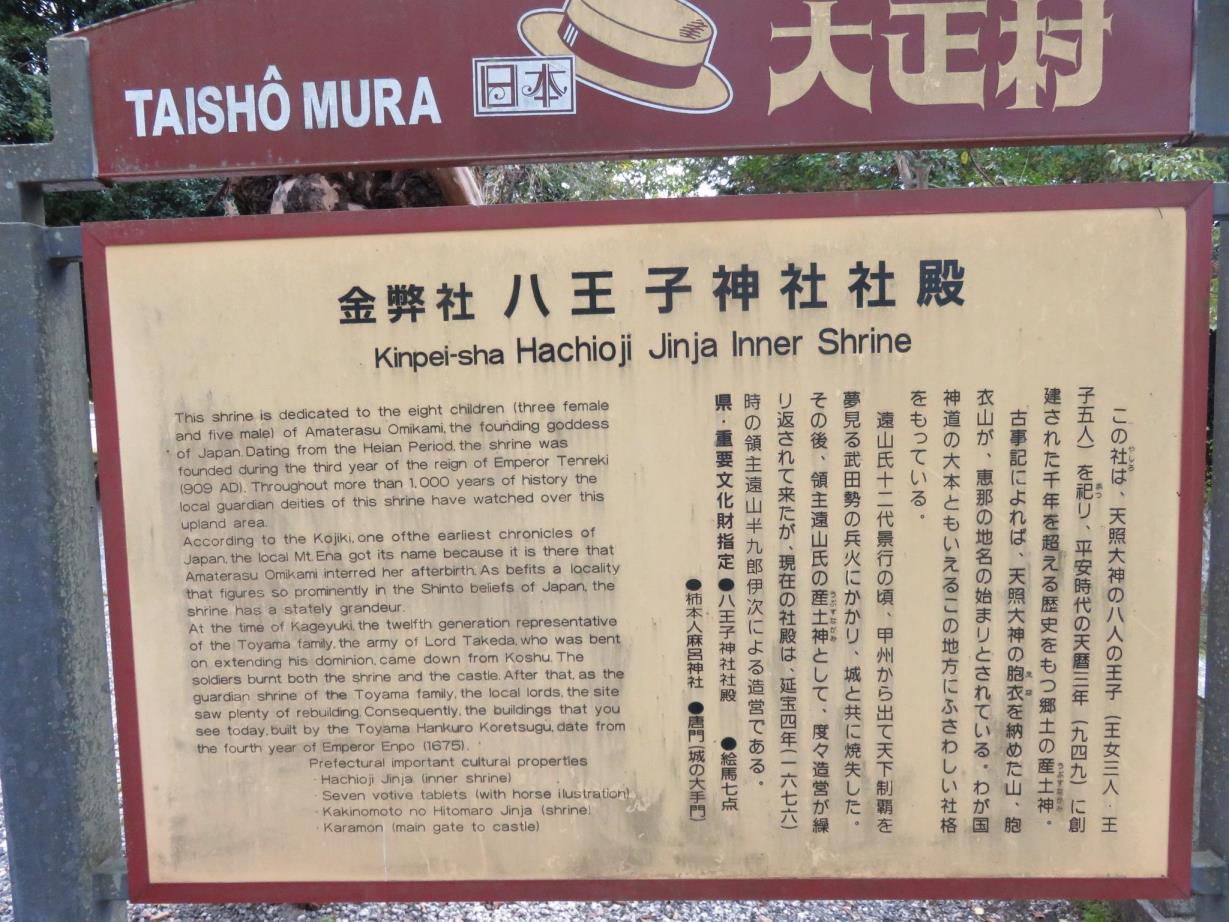 TAISHÔ MURA
日本
大正村
金弊社 八王子神社社殿
Kinpei-sha Hachioji Jinja Inner Shrine
This shrine is dedicated to the eight children (three female
and five male) of Amaterasu Omikami, the founding goddess
of Japan. Dating from the Heian Period, the shrine was
founded during the third year of the reign of Emperor Tenreki
(909 AD). Throughout more than 1,000 years of history the
local guardian deities of this shrine have watched over this
upland area.
According to the Kojiki, one ofthe earliest chronicles of
Japan, the local Mt. Ena got its name because it is there that
Amaterasu Omikami interred her afterbirth. As befits a locality
that figures so prominently in the Shinto beliefs of Japan, the
shrine has a stately grandeur.
At the time of Kageyuki, the twelfth generation representative
of the Toyama family, the army of Lord Takeda, who was bent
on extending his dominion, came down from Koshu. The
soldiers burnt both the shrine and the castle. After that, as the
guardian shrine of the Toyama family, the local lords, the site
saw plenty of rebuilding. Consequently, the buildings that you
see today, built by the Toyama Hankuro Koretsugu, date from
the fourth year of Emperor Enpo (1675).
Prefectural important cultural properties
· Hachioji Jinja (inner shrine)
· Seven votive tablets (with horse ilustration)
· Kakinomoto no Hitomaro Jinja (shrine)
· Karamon (main gate to castle)
この社は、天照大神の八人の王子（王女三人・王
子五人）を祀り、平安時代の天暦三年（九四九）に創
建された千年を超える歴史をもつ郷土の産土神。
古事記によれば、天照大神の胞衣を納めた山、胞
衣山が、恵那の地名の始まりとされている。わが国
神道の大本ともいえるこの地方にふさわしい社格
をもっている。
遠山氏十二代景行の頃、甲州から出て天下制覇を
夢見る武田勢の兵火にかかり、城と共に焼失した。
その後、領主遠山氏の産土神として、度々造営が繰
り返されて来たが、現在の社殿は、延宝四年（一六七六）
時の領主遠山半九郎伊次による造営である。
県・重要文化財指定 ●八王子神社社殿 ●絵馬七点
●柿本人麻呂神社 ●唐門（城の大手門）